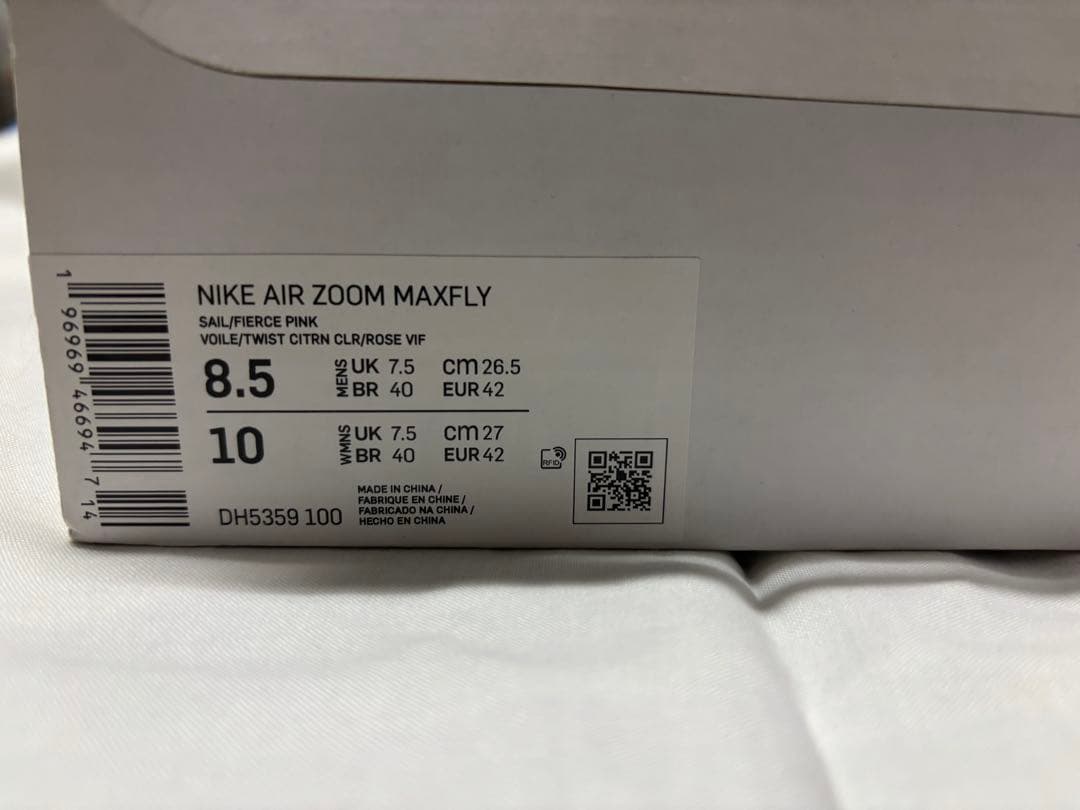 1 96969 46694 7 14
NIKE AIR ZOOM MAXFLY
SAIL/FIERCE PINK
VOILE/TWIST CITRN CLR/ROSE VIF
8.5 MENS UK 7.5 cm 26.5
BR 40 EUR 42
10 WMNS UK 7.5 cm 27
BR 40 EUR 42
RFID
DH5359 100
MADE IN CHINA /
FABRIQUE EN CHINE /
FABRICADO NA CHINA /
HECHO EN CHINA